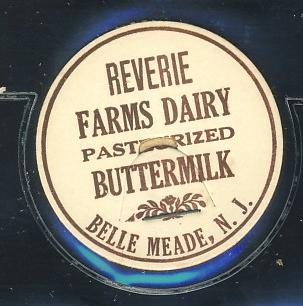 REVERIE
FARMS DAIRY
PASTEURIZED
BUTTERMILK
BELLE MEADE, N. J.